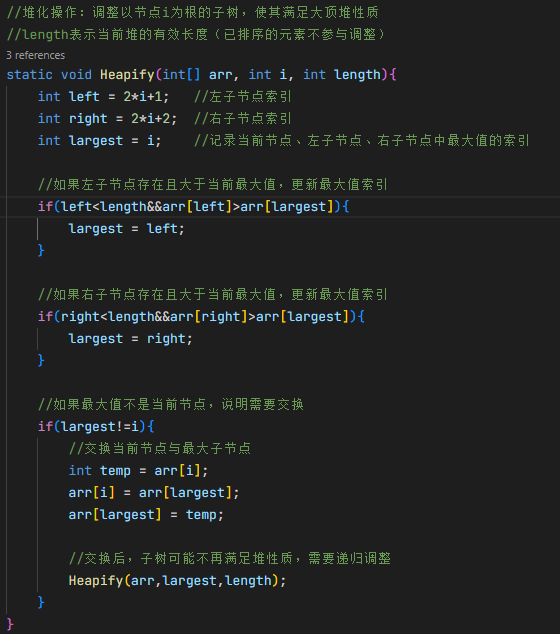 //堆化操作：调整以节点i为根的子树，使其满足大顶堆性质
//length表示当前堆的有效长度（已排序的元素不参与调整）
3 references
static void Heapify(int[] arr, int i, int length){
    int left = 2*i+1;   //左子节点索引
    int right = 2*i+2;  //右子节点索引
    int largest = i;    //记录当前节点、左子节点、右子节点中最大值的索引

    //如果左子节点存在且大于当前最大值，更新最大值索引
    if(left<length&&arr[left]>arr[largest]){
        largest = left;
    }

    //如果右子节点存在且大于当前最大值，更新最大值索引
    if(right<length&&arr[right]>arr[largest]){
        largest = right;
    }

    //如果最大值不是当前节点，说明需要交换
    if(largest!=i){
        //交换当前节点与最大子节点
        int temp = arr[i];
        arr[i] = arr[largest];
        arr[largest] = temp;

        //交换后，子树可能不再满足堆性质，需要递归调整
        Heapify(arr,largest,length);
    }
}